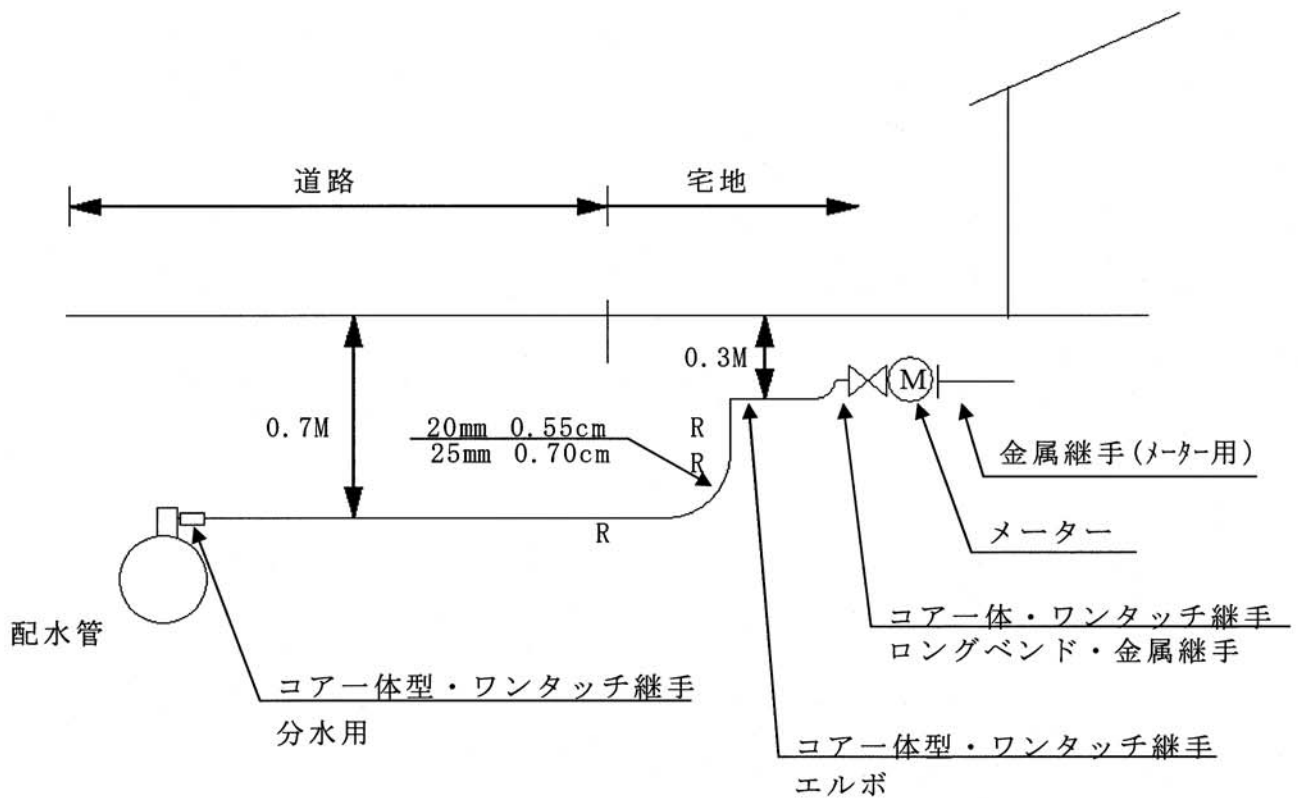 道路
宅地
0.3M
M
0.7M
20mm 0.55cm R
25mm 0.70cm R
金属継手(メーター用)
メーター
R
コア一体・ワンタッチ継手
ロングベンド・金属継手
配水管
コア一体型・ワンタッチ継手
分水用
コア一体型・ワンタッチ継手
エルボ